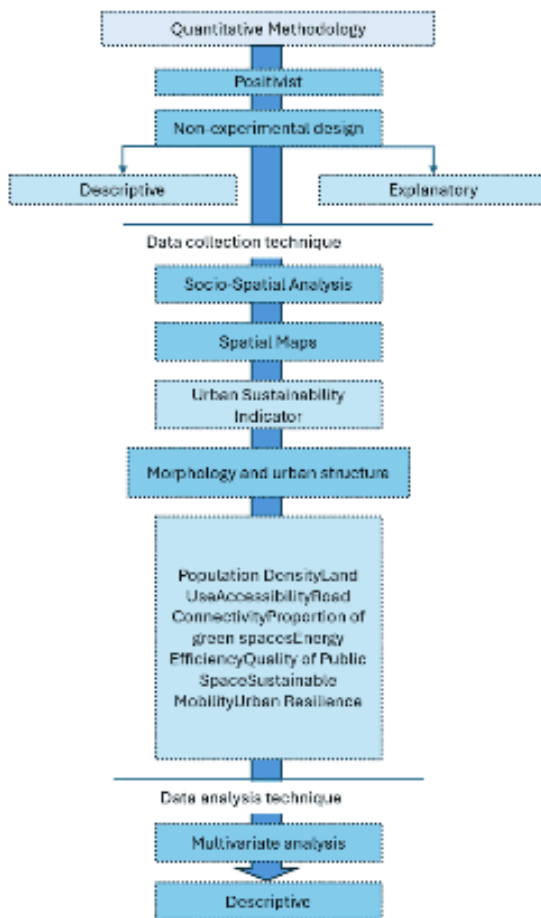 Quantitative Methodology
Positivist
Non-experimental design
Descriptive
Explanatory
Data collection technique
Socio-Spatial Analysis
Spatial Maps
Urban Sustainability
Indicator
Morphology and urban structure
Population DensityLand
UseAccessibilityRoad
ConnectivityProportion of
green spacesEnergy
EfficiencyQuality of Public
SpaceSustainable
MobilityUrban Resilience
Data analysis technique
Multivariate analysis
Descriptive